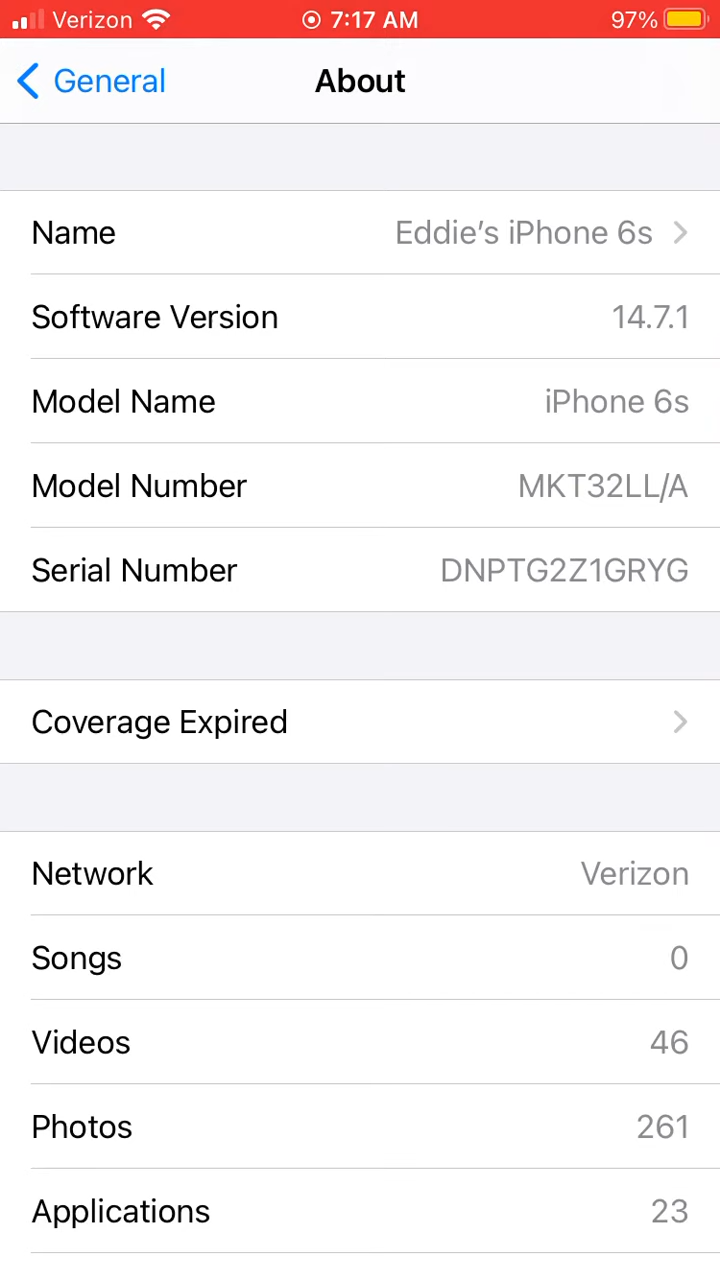 Verizon 7:17 AM 97%
General About
Name Eddie’s iPhone 6s
Software Version 14.7.1
Model Name iPhone 6s
Model Number MKT32LL/A
Serial Number DNPTG2Z1GRYG
Coverage Expired
Network Verizon
Songs 0
Videos 46
Photos 261
Applications 23